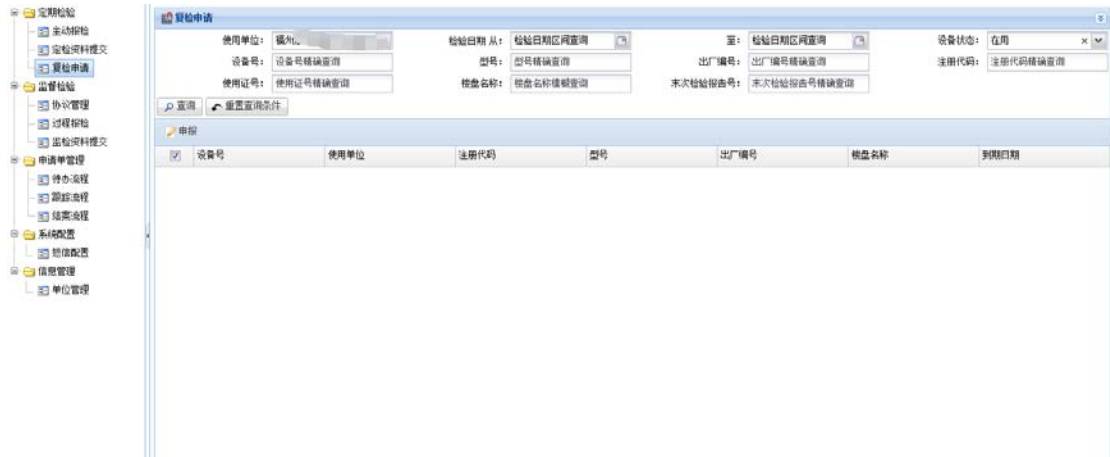 定期检验
主动报检
定检资料提交
复检申请
监督检验
协议管理
过程报检
监检资料提交
申请单管理
待办流程
跟踪流程
结案流程
系统配置
短信配置
信息管理
单位管理
复检申请
使用单位： 福州 检验日期 从： 检验日期区间查询 至： 检验日期区间查询 设备状态： 在用
设备号： 设备号精确查询 型号： 型号精确查询 出厂编号： 出厂编号精确查询 注册代码： 注册代码精确查询
使用证号： 使用证号精确查询 楼盘名称： 楼盘名称模糊查询 末次检验报告号： 末次检验报告号精确查询
查询 重置查询条件
申报
设备号 使用单位 注册代码 型号 出厂编号 楼盘名称 到期日期